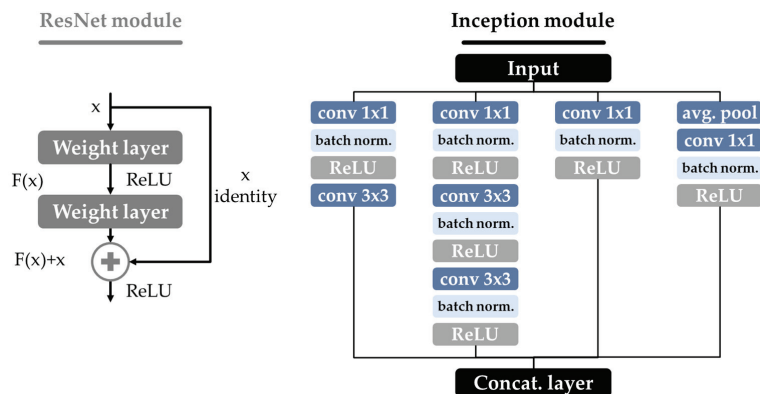 ResNet module
x
Weight layer
F(x)
ReLU
x
identity
Weight layer
F(x)+x
ReLU
Inception module
Input
conv 1x1
batch norm.
ReLU
conv 3x3
conv 1x1
batch norm.
ReLU
conv 3x3
batch norm.
ReLU
conv 3x3
batch norm.
ReLU
conv 1x1
batch norm.
avg. pool
conv 1x1
batch norm.
ReLU
Concat. layer